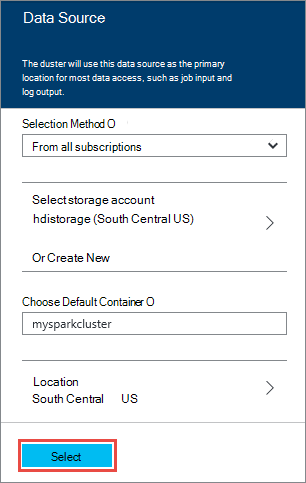 Data Source
The duster will use this data source as the primary
location for most data access, such as job input and
log output.
Selection Method O
From all subscriptions
Select storage account
hdistorage (South Central US)
Or Create New
Choose Default Container O
mysparkcluster
Location
South Central US
Select